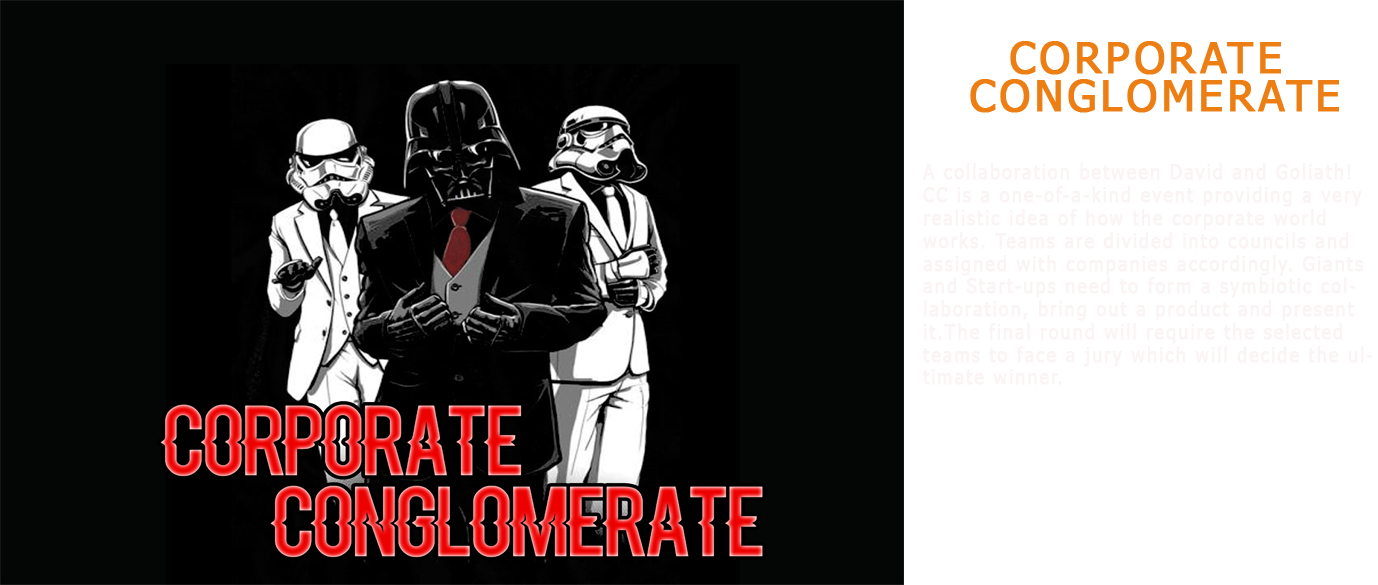 CORPORATE
CONGLOMERATE
CORPORATE
CONGLOMERATE
A collaboration between David and Goliath!
CC is a one-of-a-kind event providing a very
realistic idea of how the corporate world
works. Teams are divided into councils and
assigned with companies accordingly. Giants
and Start-ups need to form a symbiotic col-
laboration, bring out a product and present
it.The final round will require the selected
teams to face a jury which will decide the ul-
timate winner.